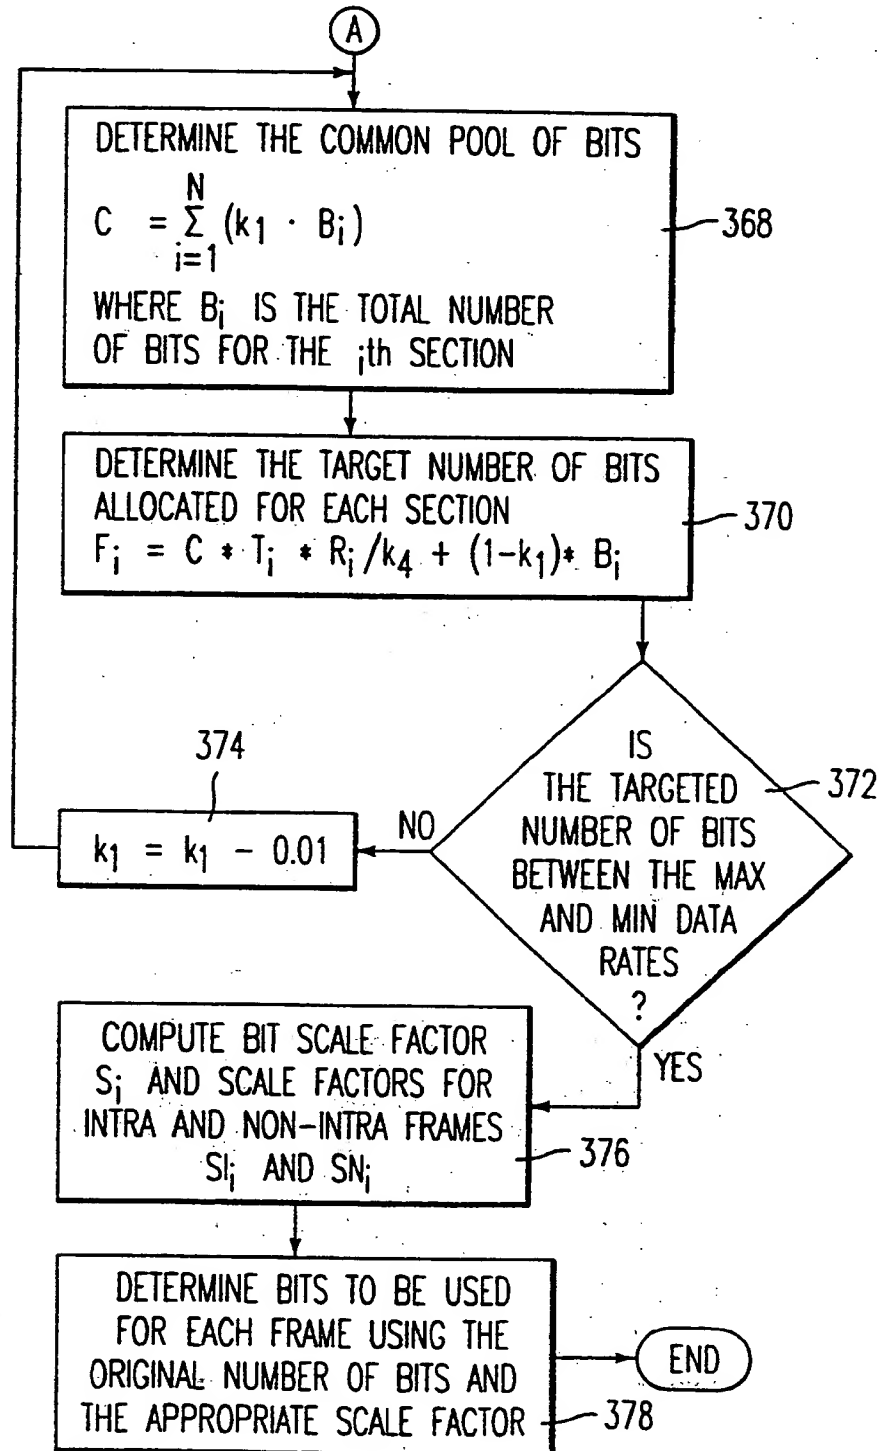 A
DETERMINE THE COMMON POOL OF BITS
N
C = Σ (k1 · Bi)
i=1
WHERE Bi IS THE TOTAL NUMBER
OF BITS FOR THE ith SECTION
368
DETERMINE THE TARGET NUMBER OF BITS
ALLOCATED FOR EACH SECTION
Fi = C * Ti * Ri/k4 + (1-k1)* Bi
370
IS
THE TARGETED
NUMBER OF BITS
BETWEEN THE MAX
AND MIN DATA
RATES
?
372
NO
374
k1 = k1 - 0.01
YES
COMPUTE BIT SCALE FACTOR
Si AND SCALE FACTORS FOR
INTRA AND NON-INTRA FRAMES
SIi AND SNi
376
DETERMINE BITS TO BE USED
FOR EACH FRAME USING THE
ORIGINAL NUMBER OF BITS AND
THE APPROPRIATE SCALE FACTOR
378
END